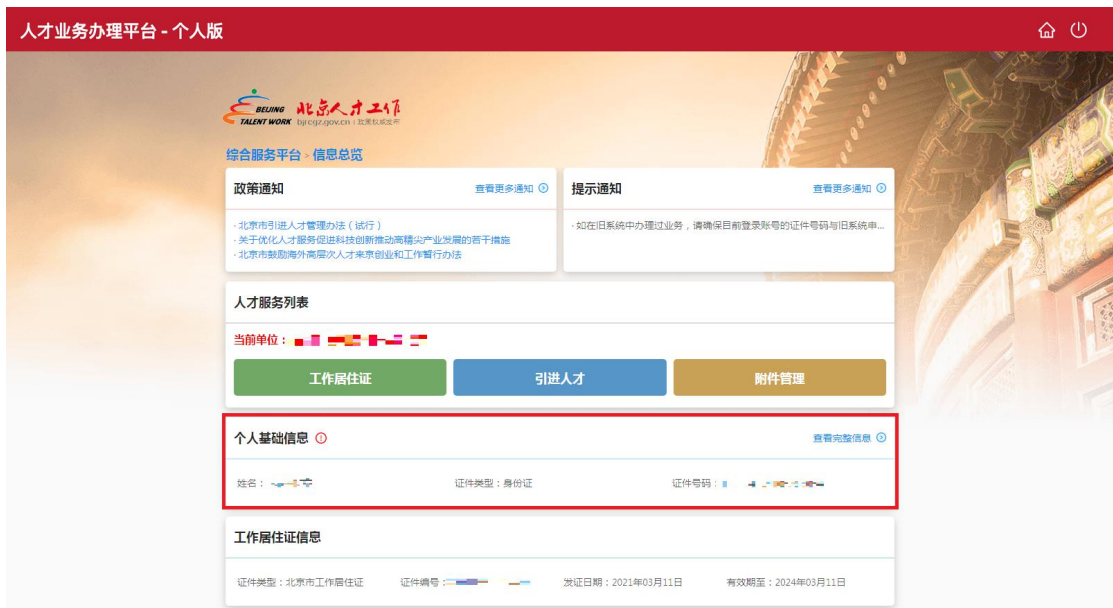 人才业务办理平台 - 个人版
BEIJING
TALENT WORK
北京人才工作
bjrcgz.gov.cn | 政策权威发布
综合服务平台 > 信息总览
政策通知 查看更多通知
·北京市引进人才管理办法（试行）
·关于优化人才服务促进科技创新推动高精尖产业发展的若干措施
·北京市鼓励海外高层次人才来京创业和工作暂行办法
提示通知 查看更多通知
·如在旧系统中办理过业务，请确保目前登录账号的证件号码与旧系统申...
人才服务列表
当前单位：
工作居住证 引进人才 附件管理
个人基础信息 查看完整信息
姓名： 证件类型：身份证 证件号码：
工作居住证信息
证件类型：北京市工作居住证 证件编号： 发证日期：2021年03月11日 有效期至：2024年03月11日